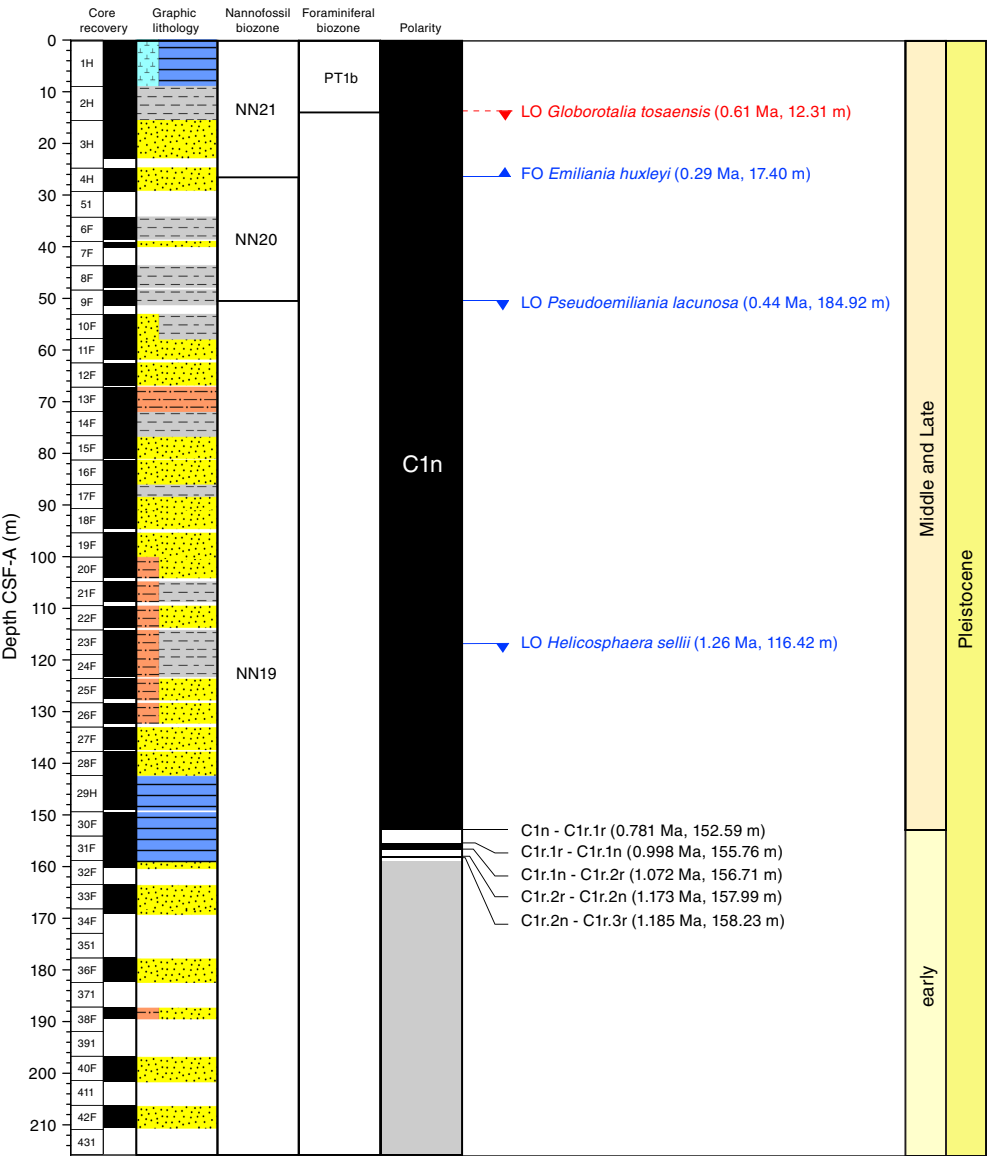 Core recovery
Graphic lithology
Nannofossil biozone
Foraminiferal biozone
Polarity
Depth CSF-A (m)
0
10
20
30
40
50
60
70
80
90
100
110
120
130
140
150
160
170
180
190
200
210
1H
2H
3H
4H
51
6F
7F
8F
9F
10F
11F
12F
13F
14F
15F
16F
17F
18F
19F
20F
21F
22F
23F
24F
25F
26F
27F
28F
29H
30F
31F
32F
33F
34F
351
36F
371
38F
391
40F
411
42F
431
NN21
NN20
NN19
PT1b
C1n
LO Globorotalia tosaensis (0.61 Ma, 12.31 m)
FO Emiliania huxleyi (0.29 Ma, 17.40 m)
LO Pseudoemiliania lacunosa (0.44 Ma, 184.92 m)
LO Helicosphaera sellii (1.26 Ma, 116.42 m)
C1n - C1r.1r (0.781 Ma, 152.59 m)
C1r.1r - C1r.1n (0.998 Ma, 155.76 m)
C1r.1n - C1r.2r (1.072 Ma, 156.71 m)
C1r.2r - C1r.2n (1.173 Ma, 157.99 m)
C1r.2n - C1r.3r (1.185 Ma, 158.23 m)
Middle and Late
early
Pleistocene